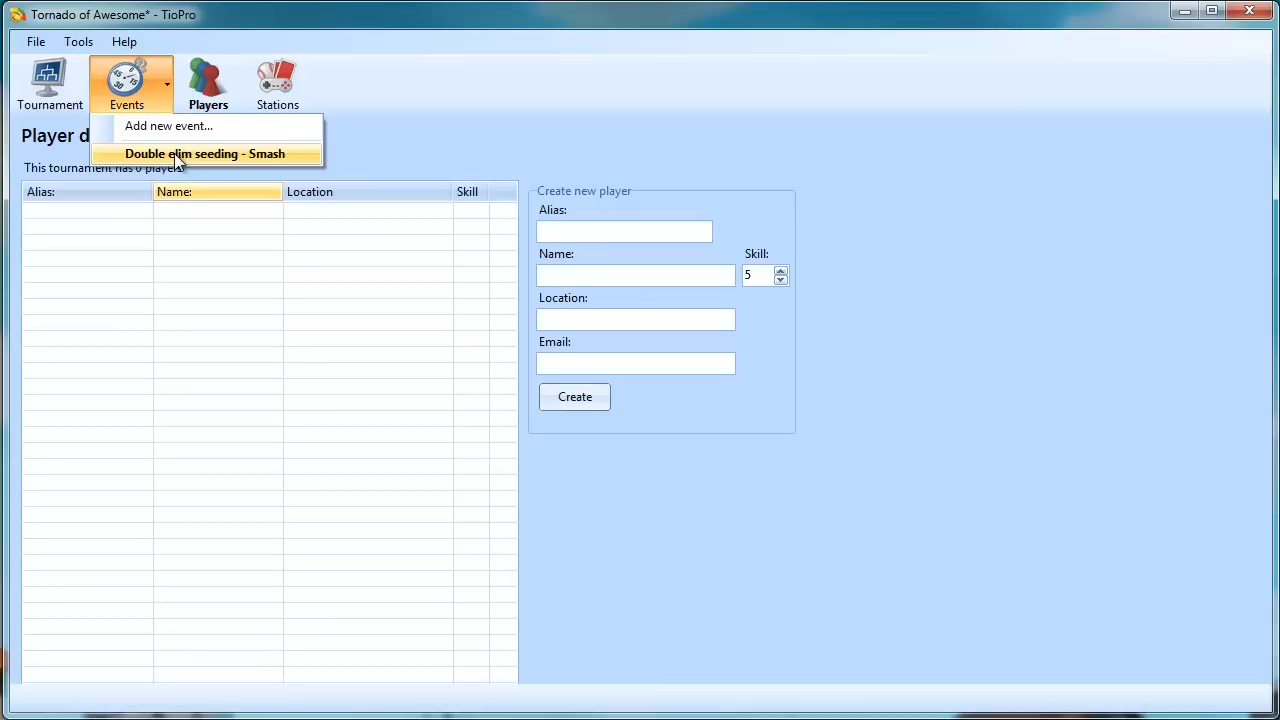 Tornado of Awesome* - TioPro
File Tools Help
Tournament Events Players Stations
Add new event...
Player d
Double elim seeding - Smash
This tournament has 0 players
Alias: Name: Location Skill
Create new player
Alias:
Name: Skill:
5
Location:
Email:
Create